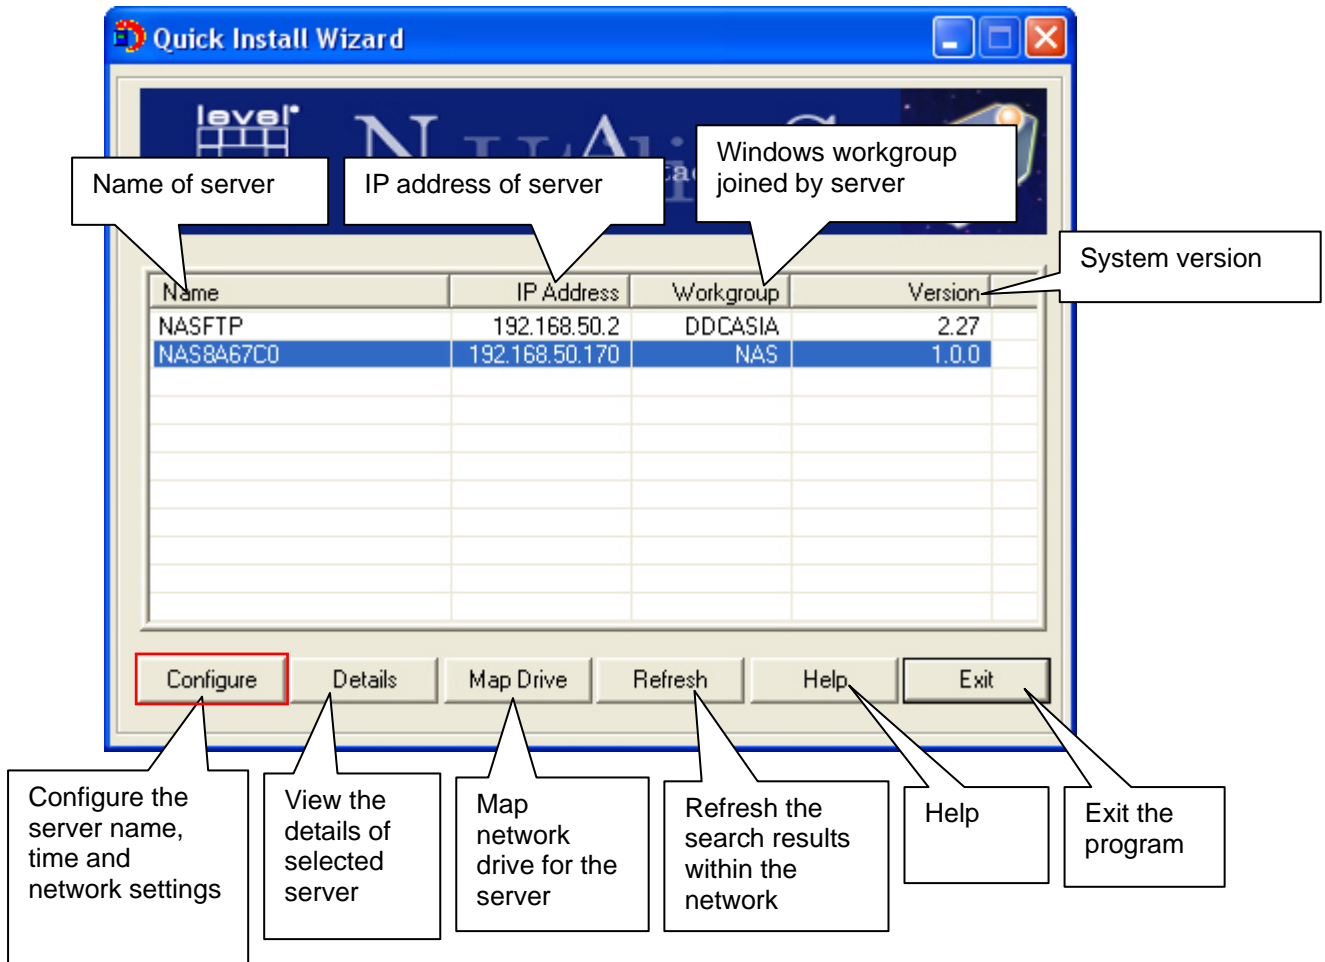 Quick Install Wizard
level
N A
Name of server
IP address of server
Windows workgroup
joined by server
System version
Name IP Address Workgroup Version
NASFTP 192.168.50.2 DDCASIA 2.27
NAS8A67C0 192.168.50.170 NAS 1.0.0
Configure Details Map Drive Refresh Help Exit
Configure the
server name,
time and
network settings
View the
details of
selected
server
Map
network
drive for the
server
Refresh the
search results
within the
network
Help
Exit the
program